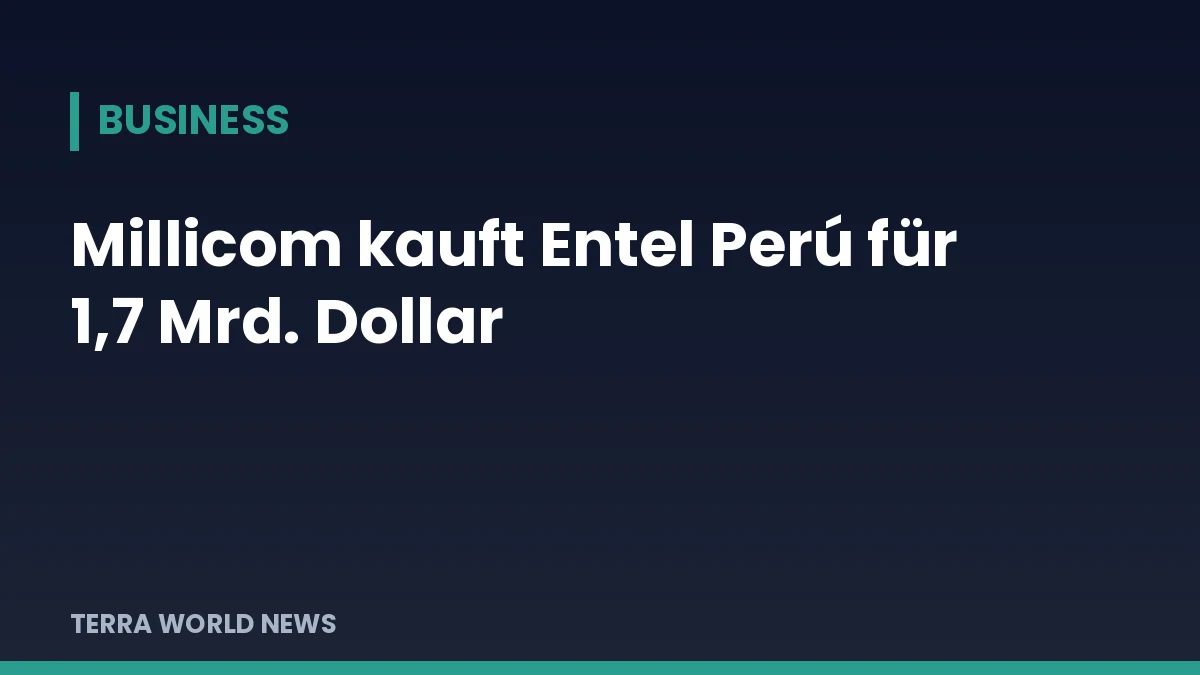 BUSINESS
Millicom kauft Entel Perú für
1,7 Mrd. Dollar
TERRA WORLD NEWS